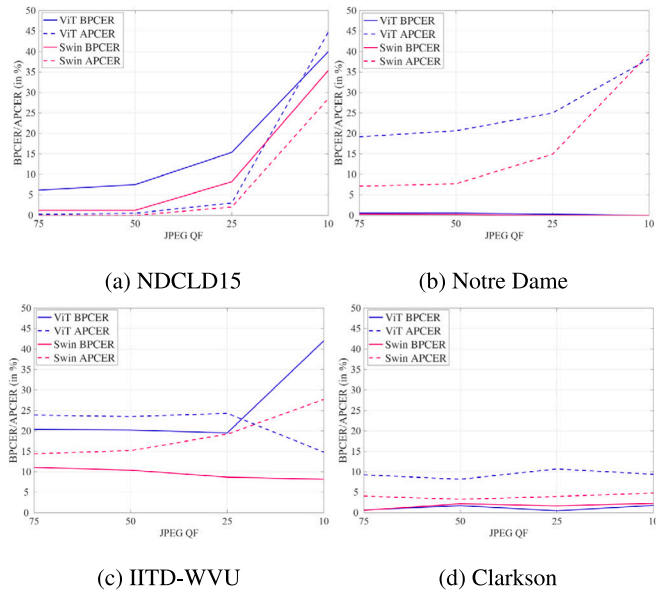 50
45
40
35
30
25
20
15
10
5
0
BPCER/APCER (in %)
ViT BPCER
ViT APCER
Swin BPCER
Swin APCER
75
50
25
10
JPEG QF
(a) NDCLD15
50
45
40
35
30
25
20
15
10
5
0
BPCER/APCER (in %)
ViT BPCER
ViT APCER
Swin BPCER
Swin APCER
75
50
25
10
JPEG QF
(b) Notre Dame
50
45
40
35
30
25
20
15
10
5
0
BPCER/APCER (in %)
ViT BPCER
ViT APCER
Swin BPCER
Swin APCER
75
50
25
10
JPEG QF
(c) IITD-WVU
50
45
40
35
30
25
20
15
10
5
0
BPCER/APCER (in %)
ViT BPCER
ViT APCER
Swin BPCER
Swin APCER
75
50
25
10
JPEG QF
(d) Clarkson